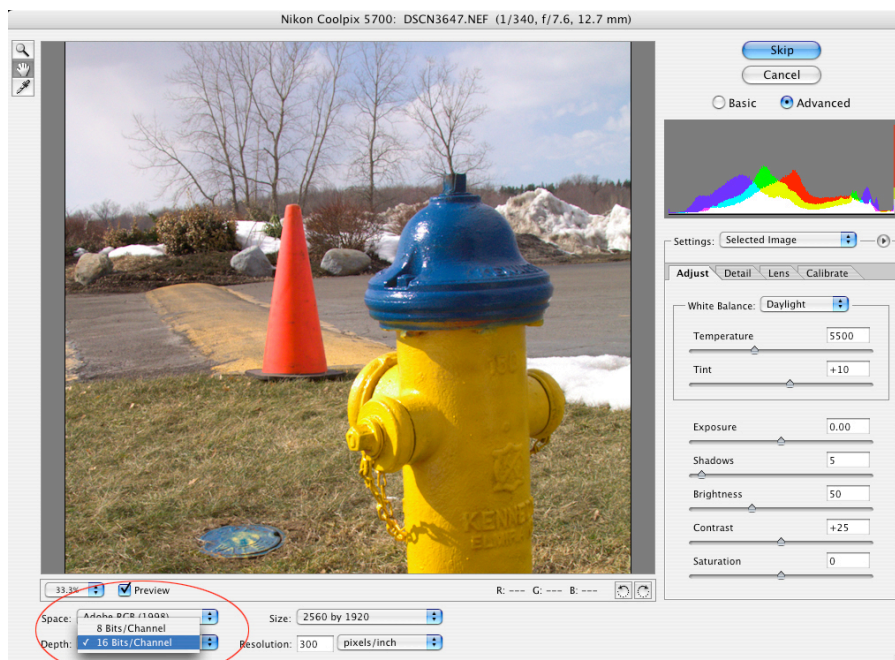 Nikon Coolpix 5700: DSCN3647.NEF (1/340, f/7.6, 12.7 mm)
Skip
Cancel
Basic
Advanced
Settings: Selected Image
Adjust Detail Lens Calibrate
White Balance: Daylight
Temperature 5500
Tint +10
Exposure 0.00
Shadows 5
Brightness 50
Contrast +25
Saturation 0
33.3% Preview R: --- G: --- B: ---
Space: Adobe RGB (1998) Size: 2560 by 1920
8 Bits/Channel
Depth: ✓ 16 Bits/Channel Resolution: 300 pixels/inch